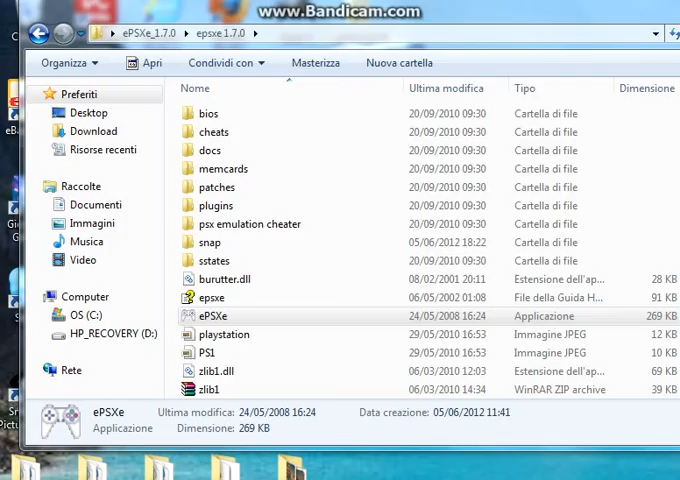 www.Bandicam.com
ePSXe_1.7.0 epsxe 1.7.0
Organizza Apri Condividi con Masterizza Nuova cartella
Preferiti
Desktop
Download
Risorse recenti
Raccolte
Documenti
Immagini
Musica
Video
Computer
OS (C:)
HP_RECOVERY (D:)
Rete
Nome Ultima modifica Tipo Dimensione
bios 20/09/2010 09:30 Cartella di file
cheats 20/09/2010 09:30 Cartella di file
docs 20/09/2010 09:30 Cartella di file
memcards 20/09/2010 09:30 Cartella di file
patches 20/09/2010 09:30 Cartella di file
plugins 20/09/2010 09:30 Cartella di file
psx emulation cheater 20/09/2010 09:30 Cartella di file
snap 05/06/2012 18:22 Cartella di file
sstates 20/09/2010 09:30 Cartella di file
burutter.dll 08/02/2001 20:11 Estensione dell'ap... 28 KB
epsxe 06/05/2002 01:08 File della Guida H... 91 KB
ePSXe 24/05/2008 16:24 Applicazione 269 KB
playstation 29/05/2010 16:53 Immagine JPEG 12 KB
PS1 29/05/2010 16:53 Immagine JPEG 10 KB
zlib1.dll 06/03/2010 12:03 Estensione dell'ap... 69 KB
zlib1 06/03/2010 14:34 WinRAR ZIP archive 39 KB
ePSXe Ultima modifica: 24/05/2008 16:24 Data creazione: 05/06/2012 11:41
Applicazione Dimensione: 269 KB